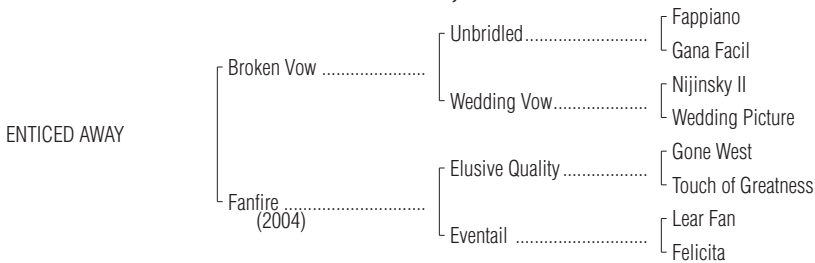 Fappiano
Unbridled..........................
Gana Facil
Broken Vow ......................
Nijinsky II
Wedding Vow....................
Wedding Picture
ENTICED AWAY
Gone West
Elusive Quality ..................
Touch of Greatness
Fanfire ..............................
(2004)
Lear Fan
Eventail ............................
Felicita